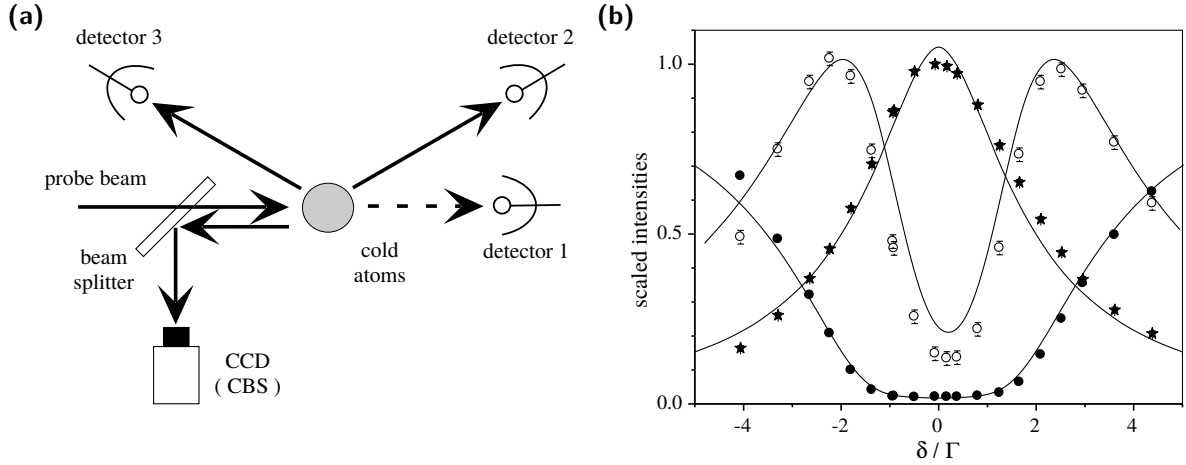 (a)
detector 3
detector 2
probe beam
detector 1
beam
splitter
cold
atoms
CCD
( CBS )
(b)
scaled intensities
1.0
0.5
0.0
-4
-2
0
2
4
δ / Γ